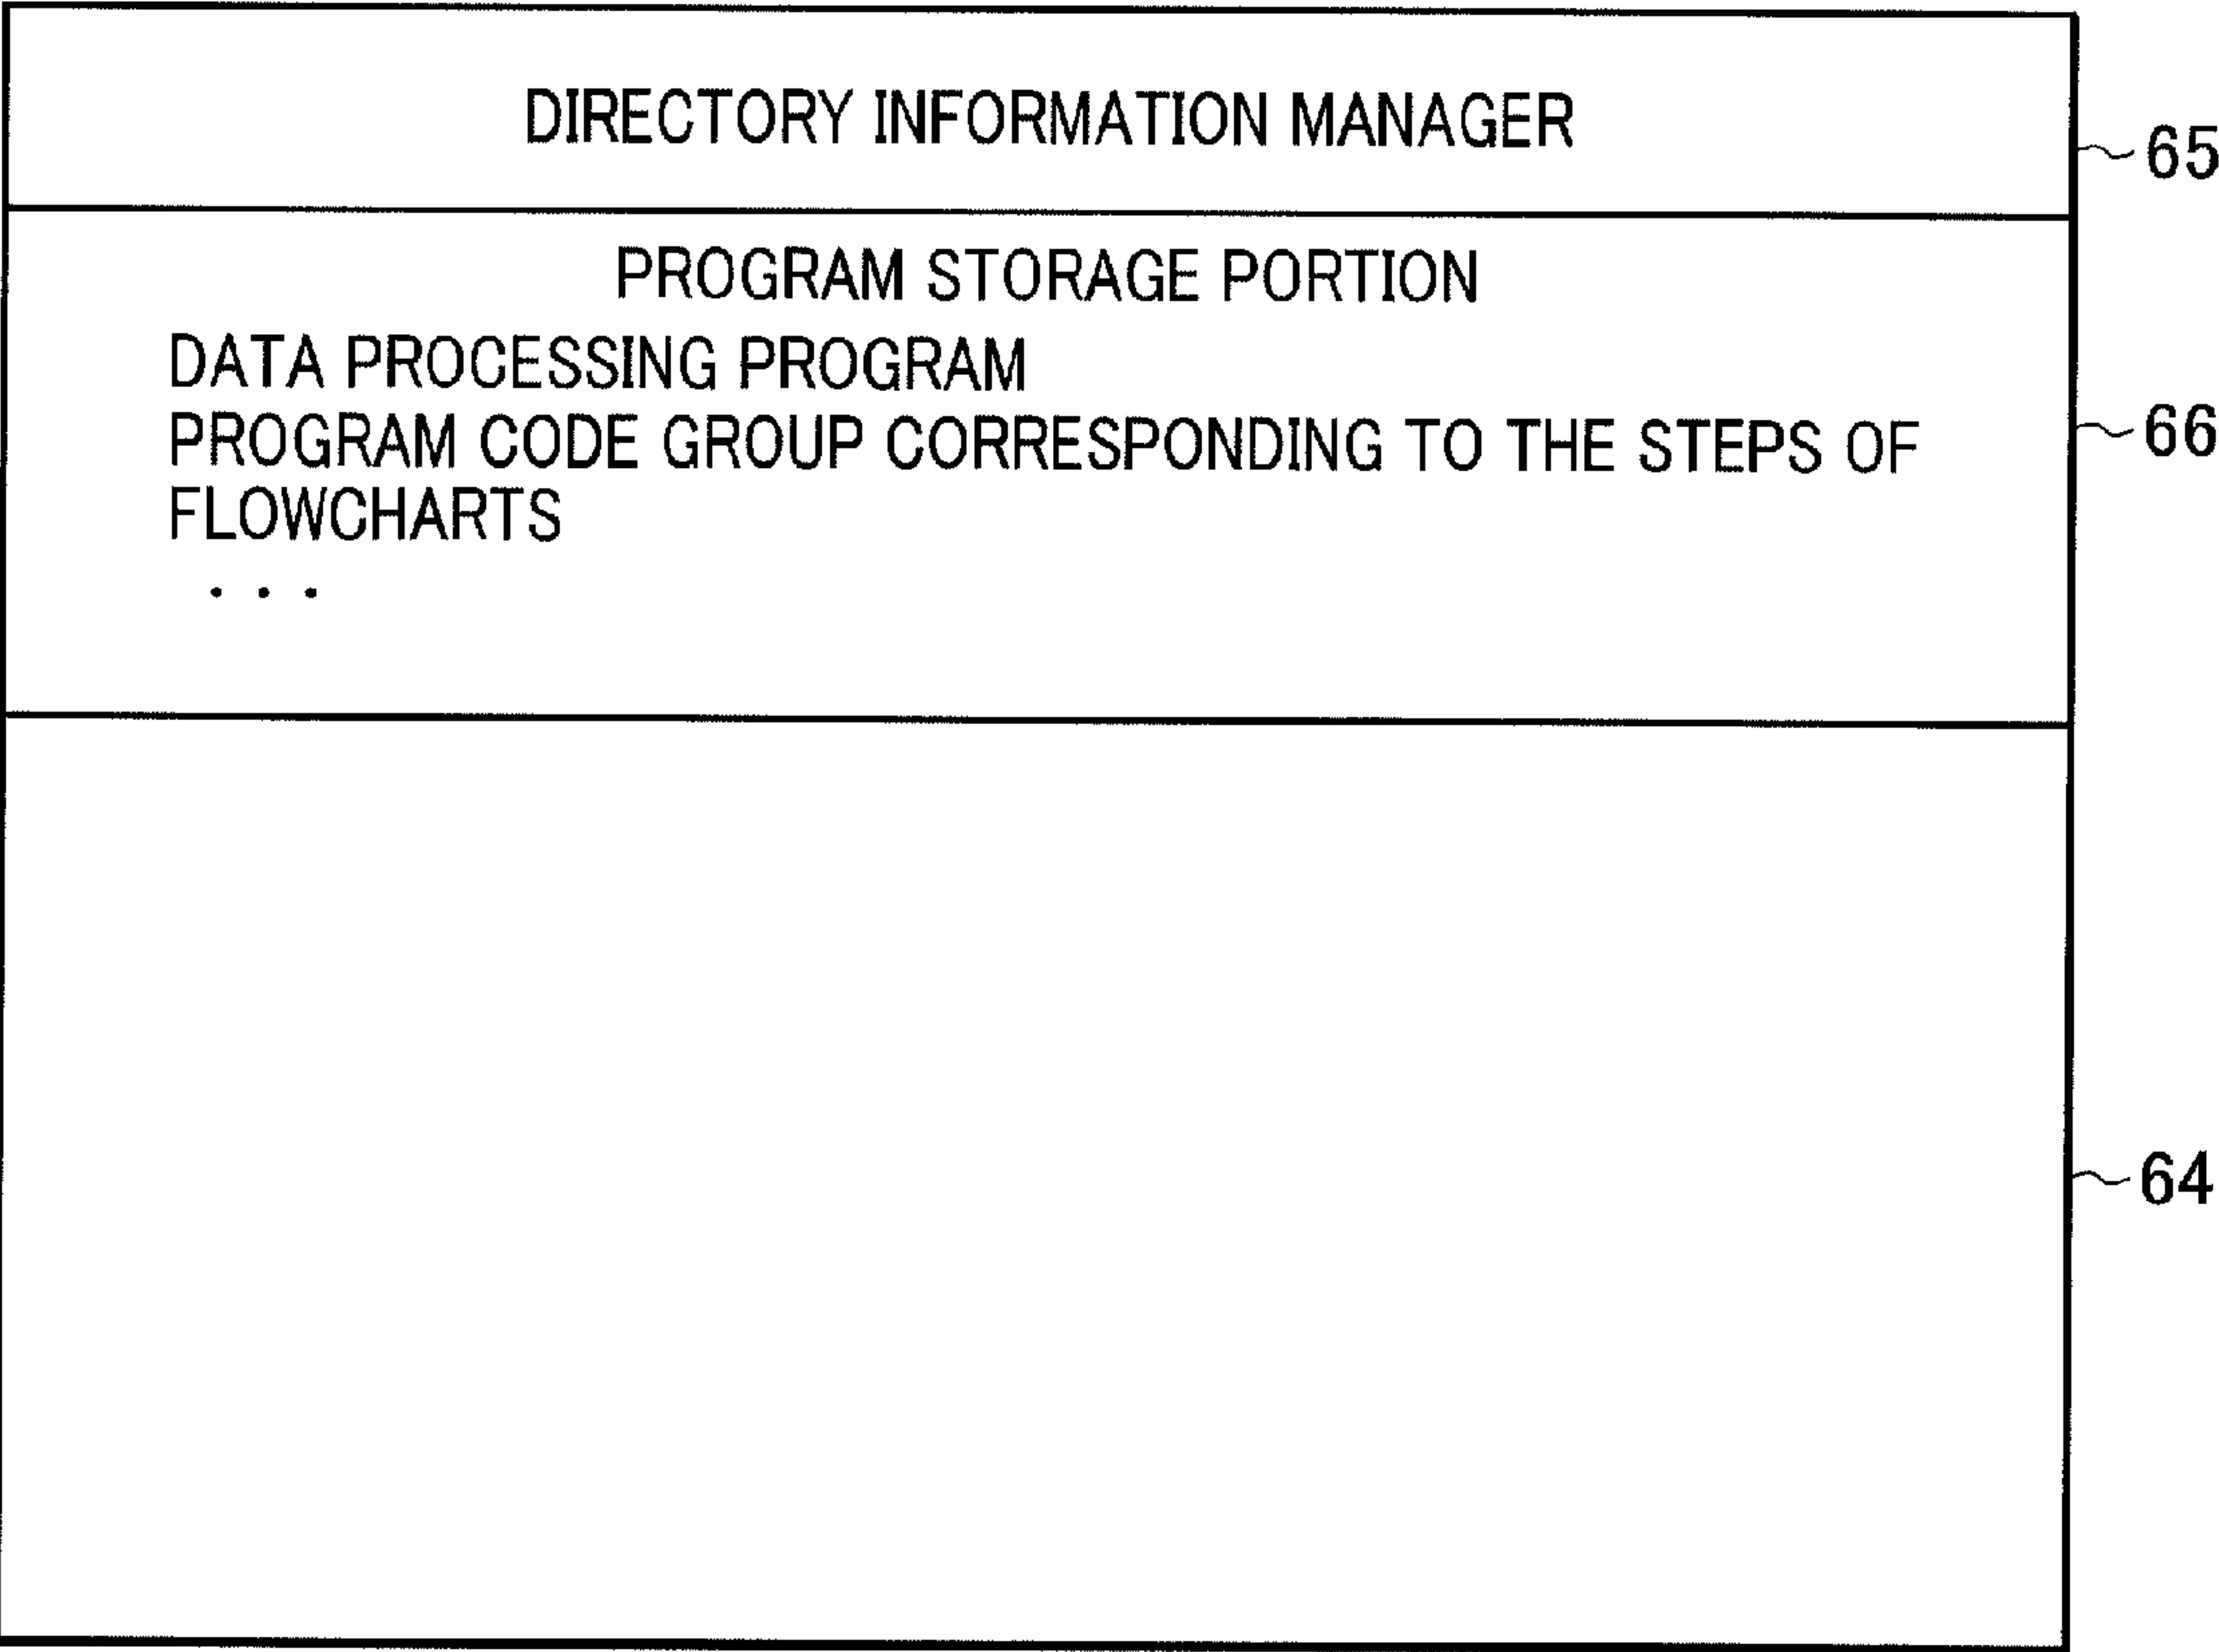 DIRECTORY INFORMATION MANAGER
65
PROGRAM STORAGE PORTION
DATA PROCESSING PROGRAM
PROGRAM CODE GROUP CORRESPONDING TO THE STEPS OF
66
FLOWCHARTS
. . .
64